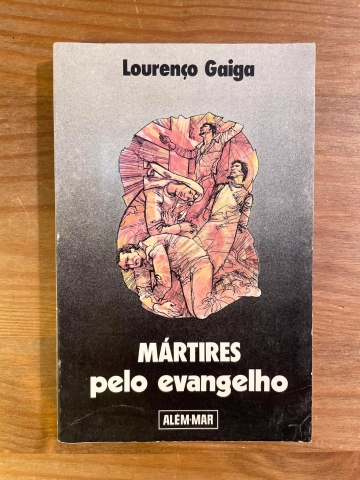 Lourenço Gaiga
MÁRTIRES
pelo evangelho
ALÉM-MAR